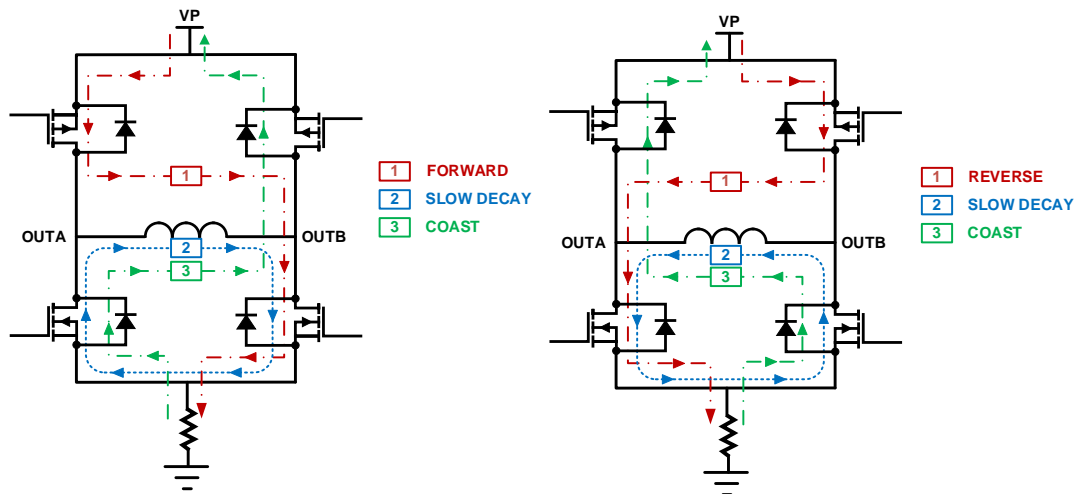 VP
1 FORWARD
2 SLOW DECAY
3 COAST
1
OUTA
OUTB
2
3
VP
1 REVERSE
2 SLOW DECAY
3 COAST
1
OUTA
OUTB
2
3